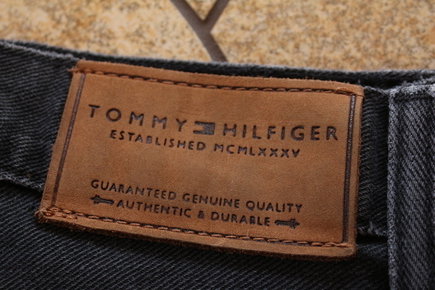 TOMMY HILFIGER
ESTABLISHED MCMLXXXV
GUARANTEED GENUINE QUALITY
AUTHENTIC & DURABLE